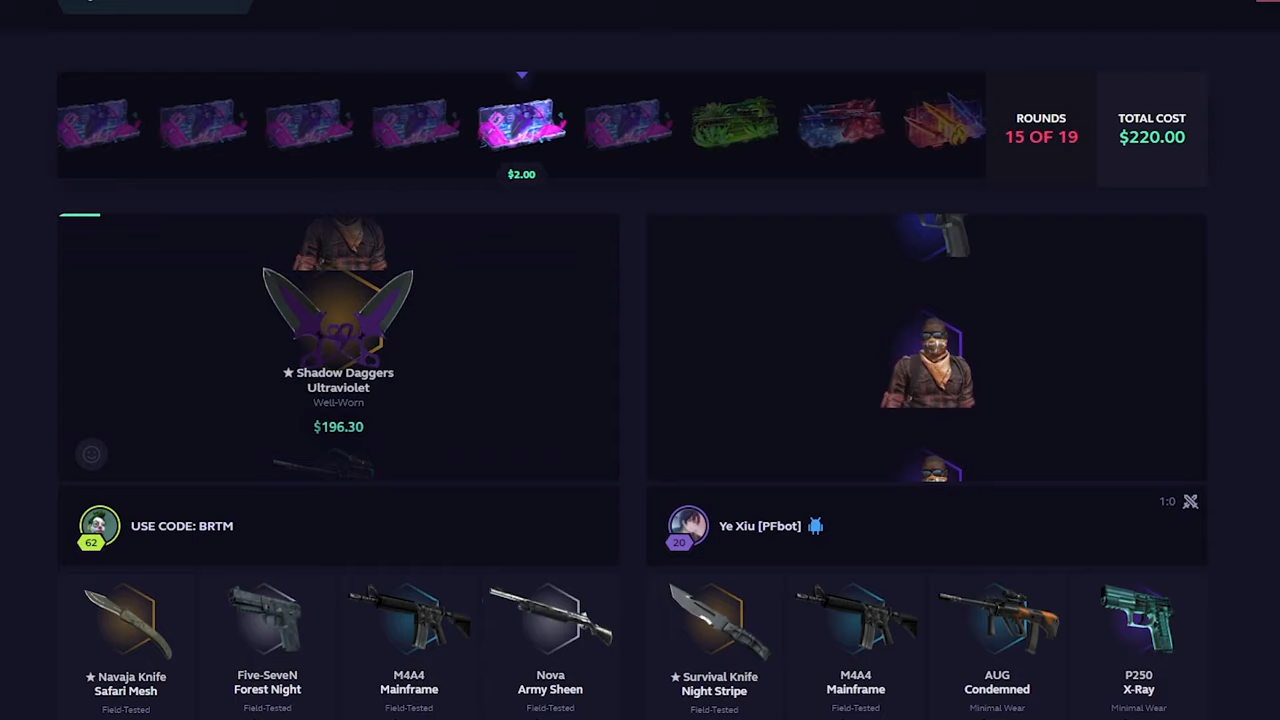 ROUNDS
15 OF 19
TOTAL COST
$220.00
$2.00
★ Shadow Daggers
Ultraviolet
Well-Worn
$196.30
62
USE CODE: BRTM
1:0
20
Ye Xiu [PFbot]
★ Navaja Knife
Safari Mesh
Field-Tested
Five-SeveN
Forest Night
Field-Tested
M4A4
Mainframe
Field-Tested
Nova
Army Sheen
Field-Tested
★ Survival Knife
Night Stripe
Field-Tested
M4A4
Mainframe
Field-Tested
AUG
Condemned
Minimal Wear
P250
X-Ray
Minimal Wear